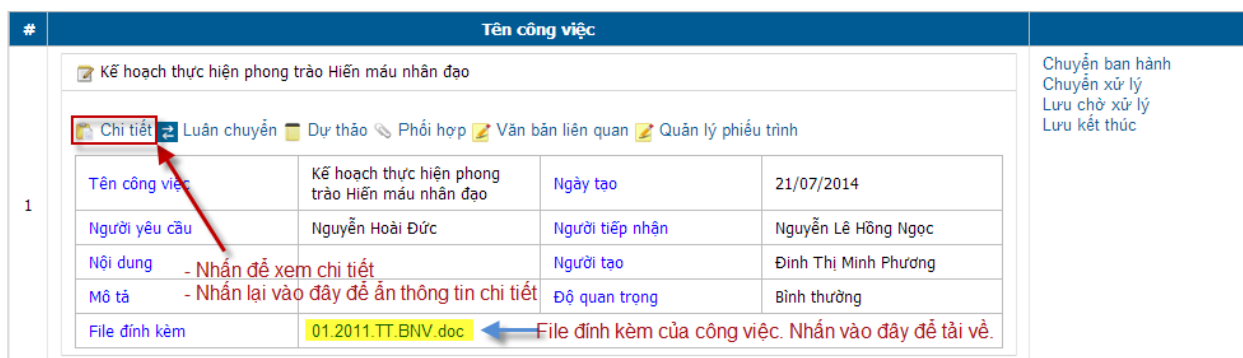 # Tên công việc
Kế hoạch thực hiện phong trào Hiến máu nhân đạo
Chuyển ban hành
Chuyển xử lý
Lưu chờ xử lý
Lưu kết thúc
Chi tiết Luân chuyển Dự thảo Phối hợp Văn bản liên quan Quản lý phiếu trình
1
Tên công việc
Kế hoạch thực hiện phong
trào Hiến máu nhân đạo
Ngày tạo 21/07/2014
Người yêu cầu Nguyễn Hoài Đức Người tiếp nhận Nguyễn Lê Hồng Ngọc
Nội dung Người tạo Đinh Thị Minh Phương
- Nhấn để xem chi tiết
Mô tả Độ quan trọng Bình thường
- Nhấn lại vào đây để ẩn thông tin chi tiết
File đính kèm 01.2011.TT.BNV.doc File đính kèm của công việc. Nhấn vào đây để tải về.